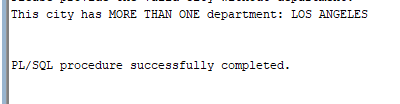 This city has MORE THAN ONE department: LOS ANGELES
PL/SQL procedure successfully completed.